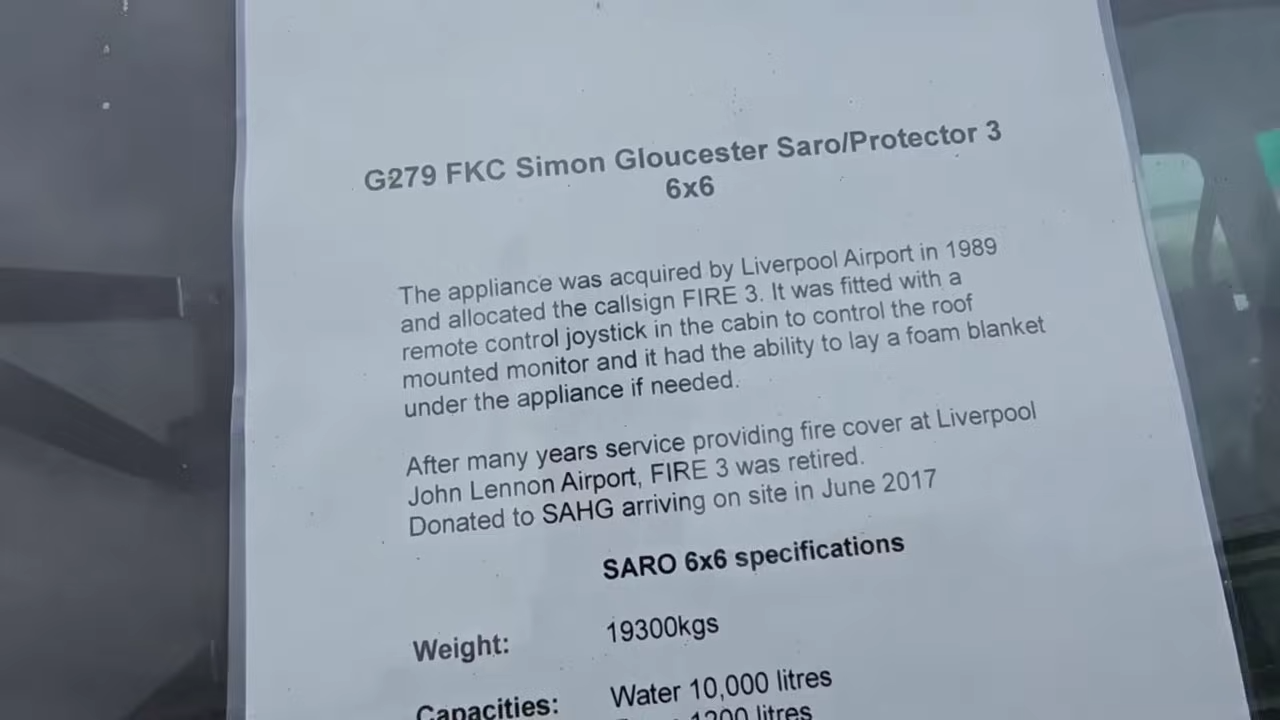 G279 FKC Simon Gloucester Saro/Protector 3
6x6
The appliance was acquired by Liverpool Airport in 1989
and allocated the callsign FIRE 3. It was fitted with a
remote control joystick in the cabin to control the roof
mounted monitor and it had the ability to lay a foam blanket
under the appliance if needed.
After many years service providing fire cover at Liverpool
John Lennon Airport, FIRE 3 was retired.
Donated to SAHG arriving on site in June 2017
SARO 6x6 specifications
Weight: 19300kgs
Capacities: Water 10,000 litres
1200 litres